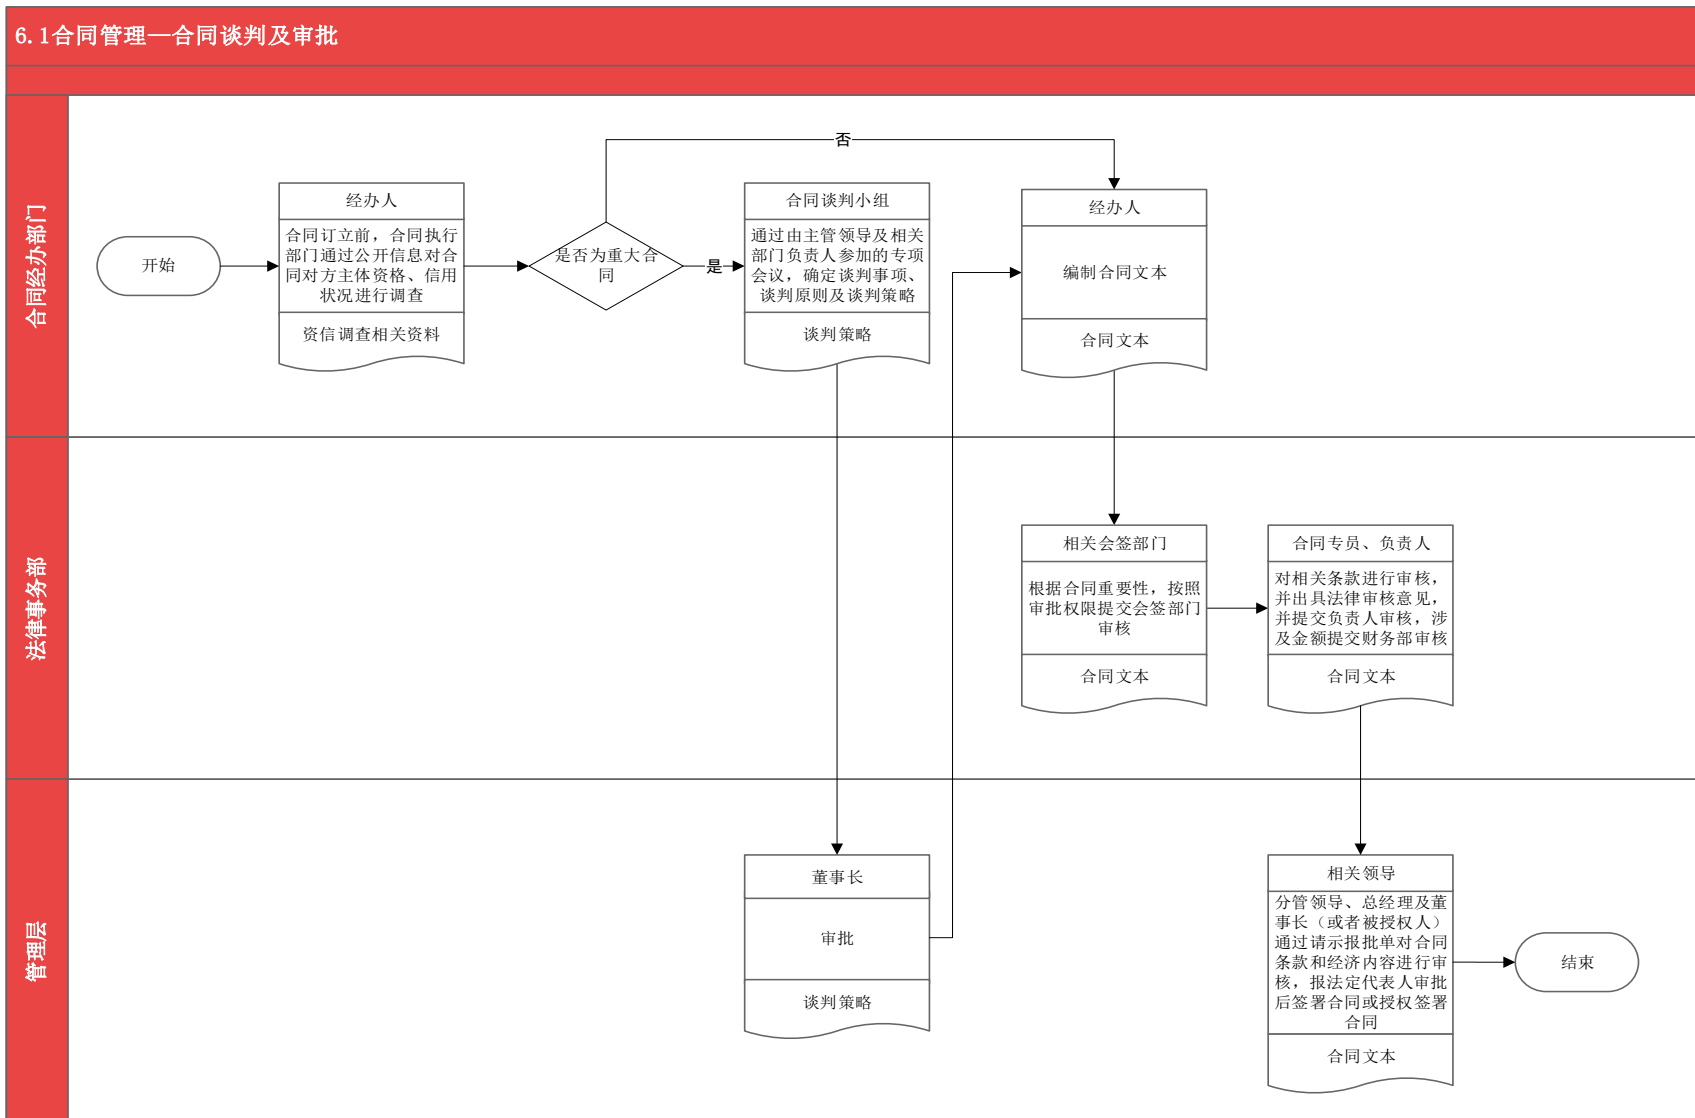 6.1合同管理—合同谈判及审批
合同经办部门
开始
经办人
合同订立前，合同执行
部门通过公开信息对合
同对方主体资格、信用
状况进行调查
资信调查相关资料
是否为重大合
同
否
是
合同谈判小组
通过由主管领导及相关
部门负责人参加的专项
会议，确定谈判事项、
谈判原则及谈判策略
谈判策略
经办人
编制合同文本
合同文本
法律事务部
相关会签部门
根据合同重要性，按照
审批权限提交会签部门
审核
合同文本
合同专员、负责人
对相关条款进行审核，
并出具法律审核意见，
并提交负责人审核，涉
及金额提交财务部审核
合同文本
管理层
董事长
审批
谈判策略
相关领导
分管领导、总经理及董
事长（或者被授权人）
通过请示报批单对合同
条款和经济内容进行审
核，报法定代表人审批
后签署合同或授权签署
合同
合同文本
结束